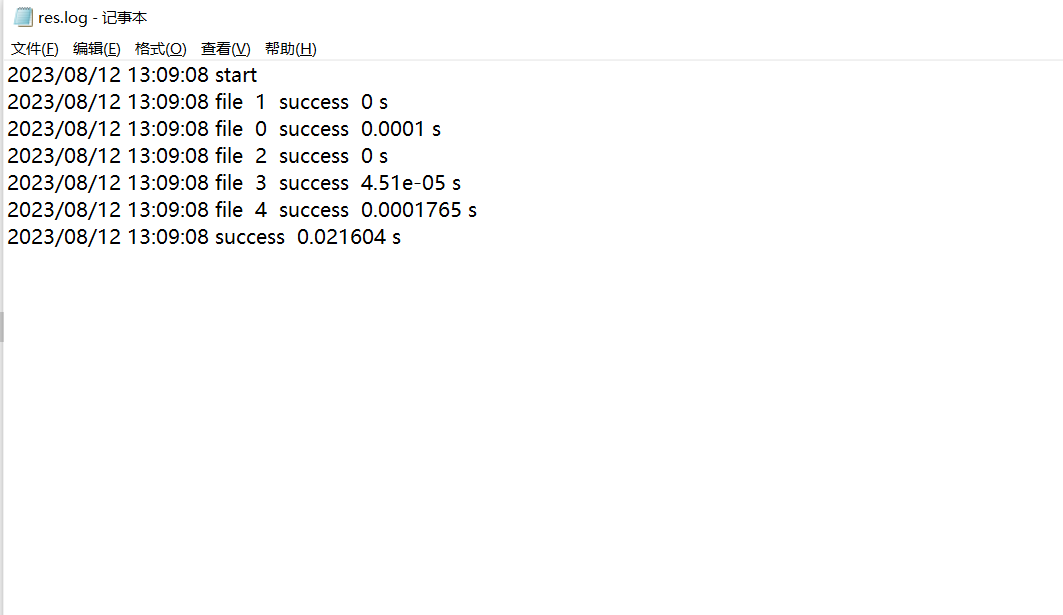 res.log - 记事本
文件(F) 编辑(E) 格式(O) 查看(V) 帮助(H)
2023/08/12 13:09:08 start
2023/08/12 13:09:08 file  1  success  0 s
2023/08/12 13:09:08 file  0  success  0.0001 s
2023/08/12 13:09:08 file  2  success  0 s
2023/08/12 13:09:08 file  3  success  4.51e-05 s
2023/08/12 13:09:08 file  4  success  0.0001765 s
2023/08/12 13:09:08 success  0.021604 s